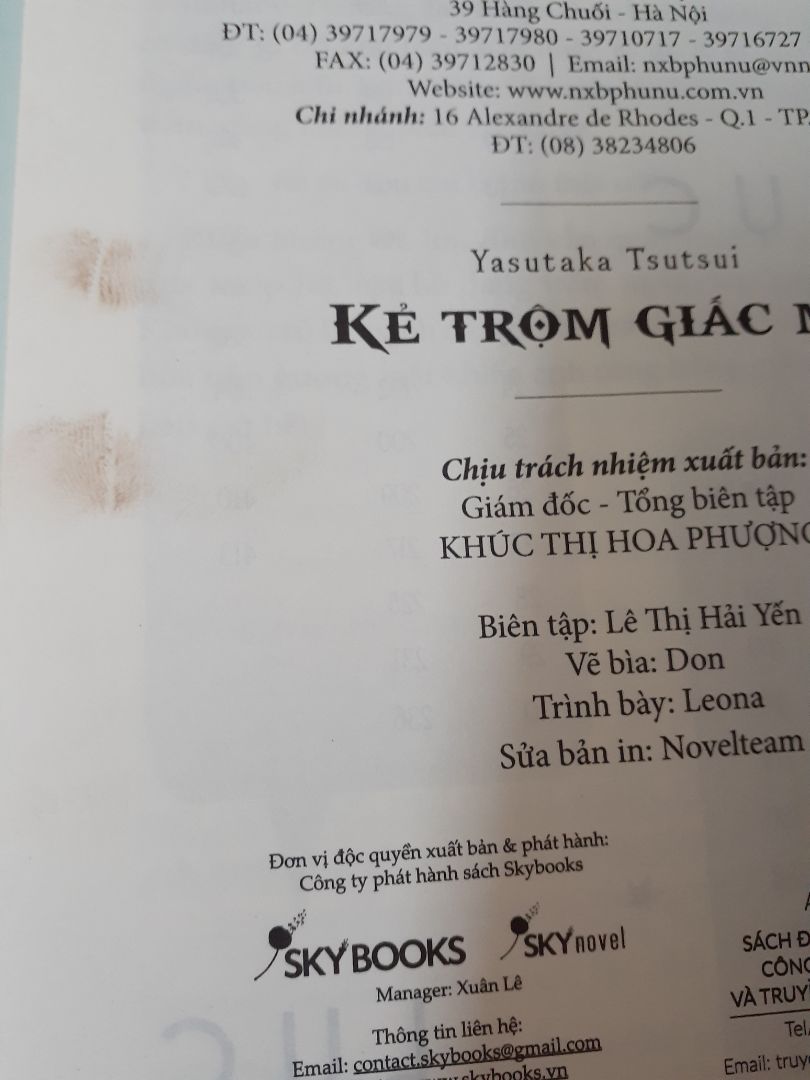 39 Hàng Chuối - Hà Nội
ĐT: (04) 39717979 - 39717980 - 39710717 - 39716727
FAX: (04) 39712830 | Email: nxbphunu@vnn
Website: www.nxbphunu.com.vn
Chi nhánh: 16 Alexandre de Rhodes - Q.1 - TP.
ĐT: (08) 38234806
Yasutaka Tsutsui
KẺ TRỘM GIẤC M
Chịu trách nhiệm xuất bản:
Giám đốc - Tổng biên tập
KHÚC THỊ HOA PHƯỢNG
Biên tập: Lê Thị Hải Yến
Vẽ bìa: Don
Trình bày: Leona
Sửa bản in: Novelteam
Đơn vị độc quyền xuất bản & phát hành:
Công ty phát hành sách Skybooks
SKYBOOKS SKYnovel
Manager: Xuân Lê
Thông tin liên hệ:
Email: contact.skybooks@gmail.com
skybooks.vn
SÁCH Đ
CÔNG
VÀ TRUY
Tel
Email: truy